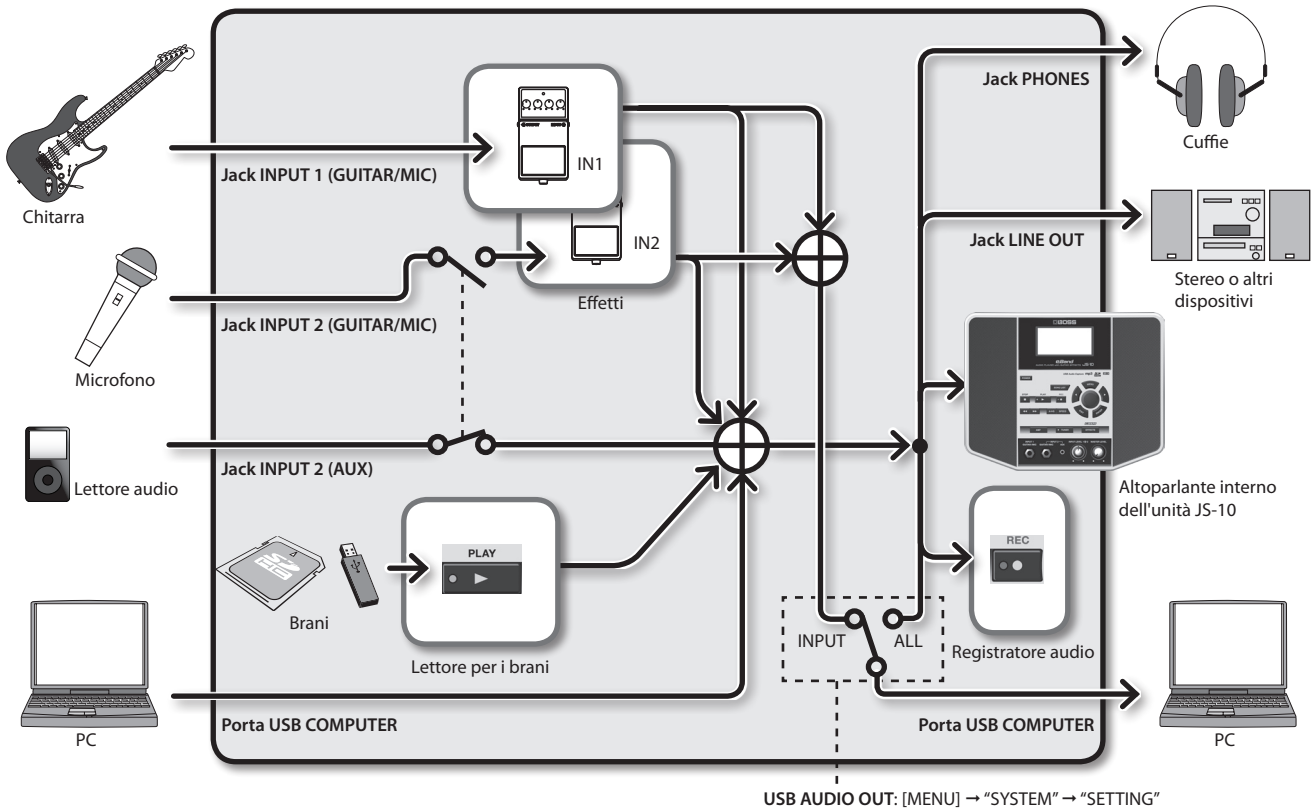 Jack PHONES
Cuffie
Jack INPUT 1 (GUITAR/MIC)
IN1
Chitarra
IN2
Jack LINE OUT
Effetti
Stereo o altri
dispositivi
Jack INPUT 2 (GUITAR/MIC)
Microfono
BOSS
eBand
JS-10
Jack INPUT 2 (AUX)
Lettore audio
Altoparlante interno
dell'unità JS-10
PLAY
REC
Brani
INPUT
ALL
Registratore audio
Lettore per i brani
Porta USB COMPUTER
Porta USB COMPUTER
PC
PC
USB AUDIO OUT: [MENU] → “SYSTEM” → “SETTING”